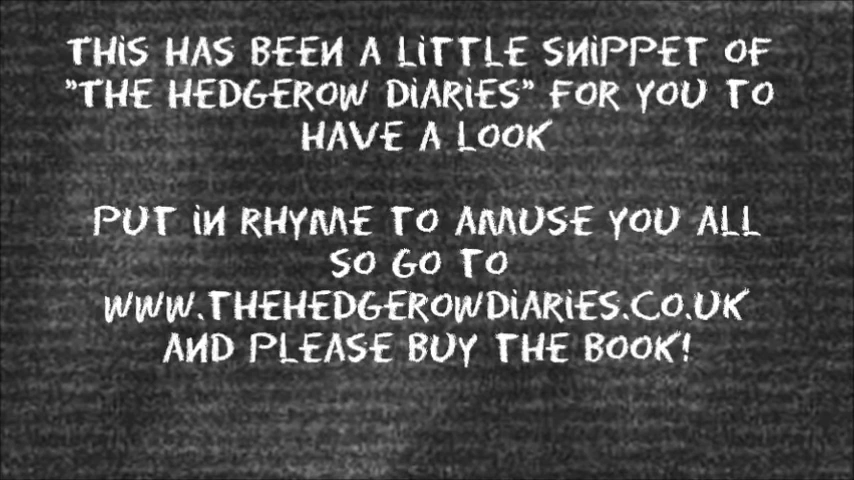 THIS HAS BEEN A LITTLE SNIPPET OF
"THE HEDGEROW DIARIES" FOR YOU TO
HAVE A LOOK
PUT IN RHYME TO AMUSE YOU ALL
SO GO TO
WWW.THEHEDGEROWDIARIES.CO.UK
AND PLEASE BUY THE BOOK!